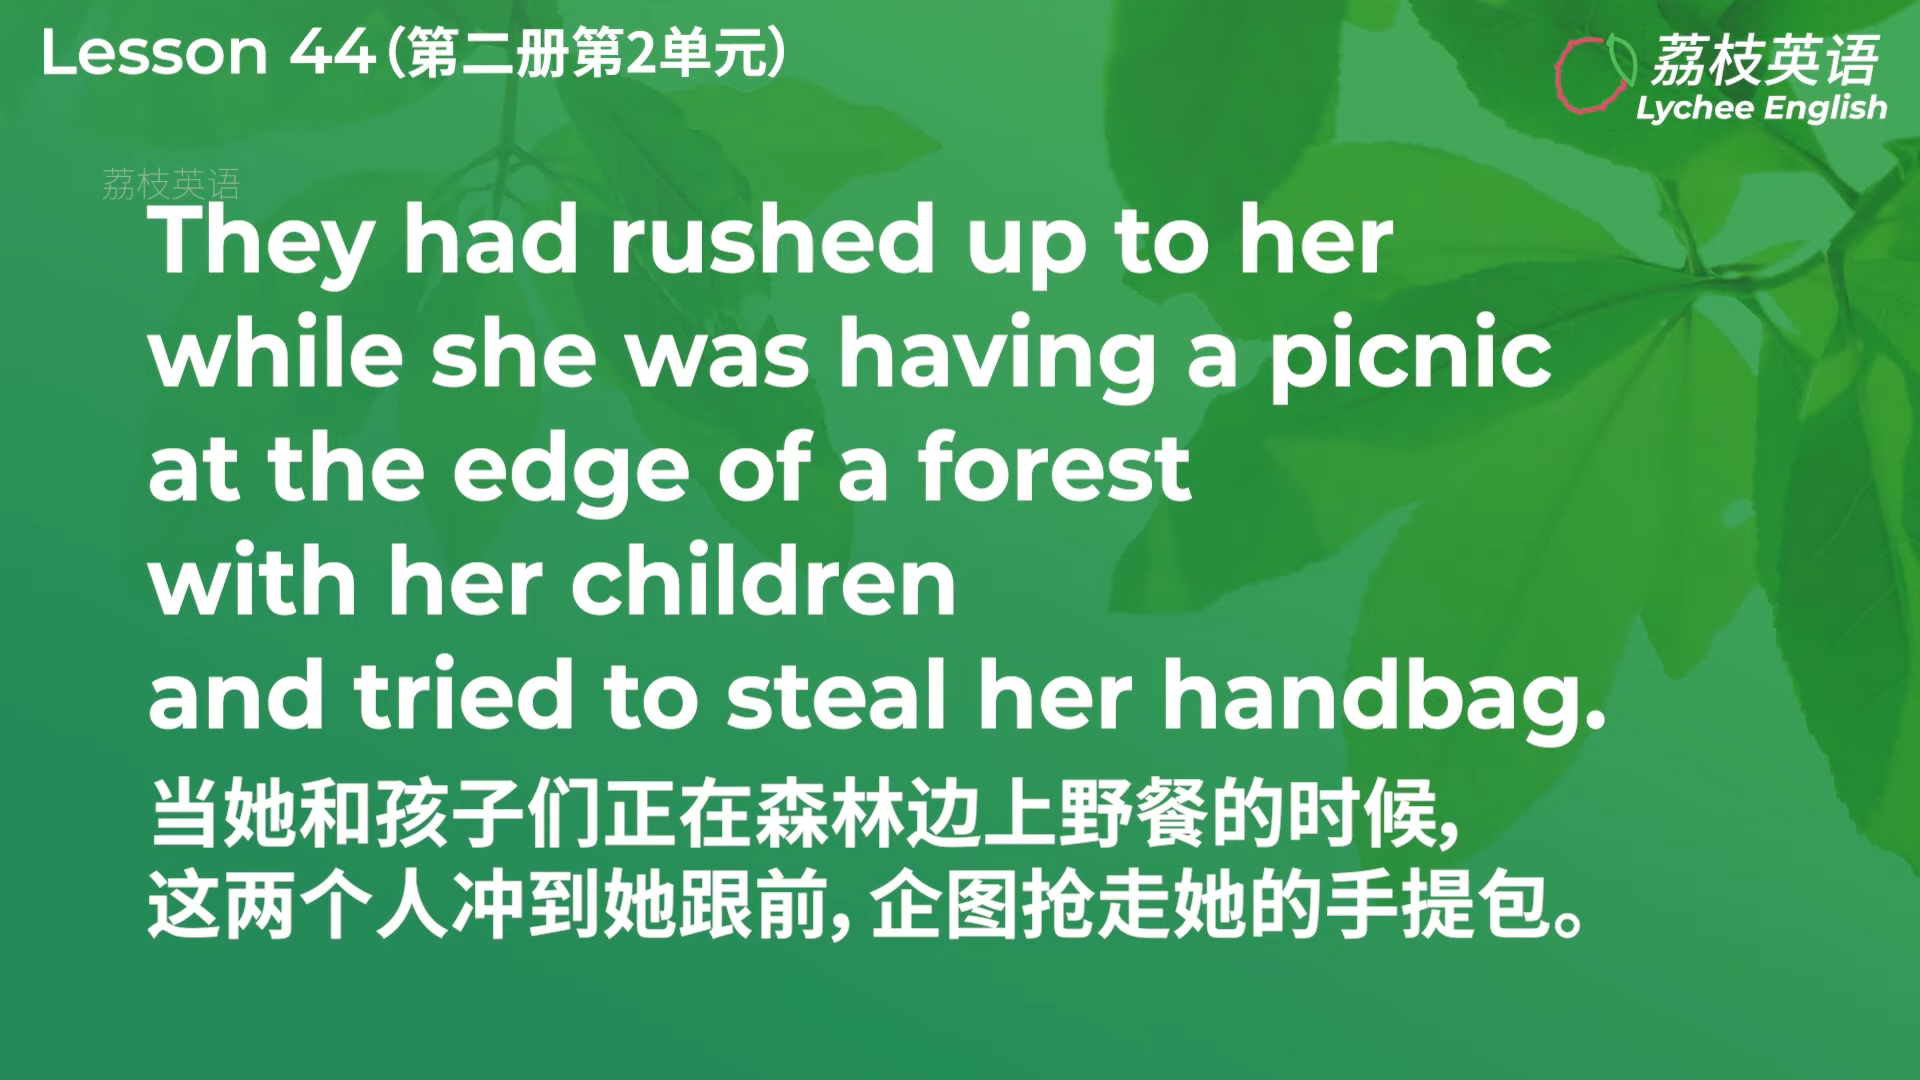 Lesson 44（第二册第2单元）
荔枝英语
Lychee English
荔枝英语
They had rushed up to her
while she was having a picnic
at the edge of a forest
with her children
and tried to steal her handbag.
当她和孩子们正在森林边上野餐的时候，
这两个人冲到她跟前，企图抢走她的手提包。